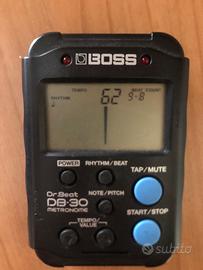 BOSS
TEMPO
BEAT COUNT
RHYTHM
62
9-8
POWER
RHYTHM/BEAT
TAP/MUTE
Dr.Beat
DB-30
METRONOME
NOTE/PITCH
START/STOP
TEMPO/
VALUE
subito